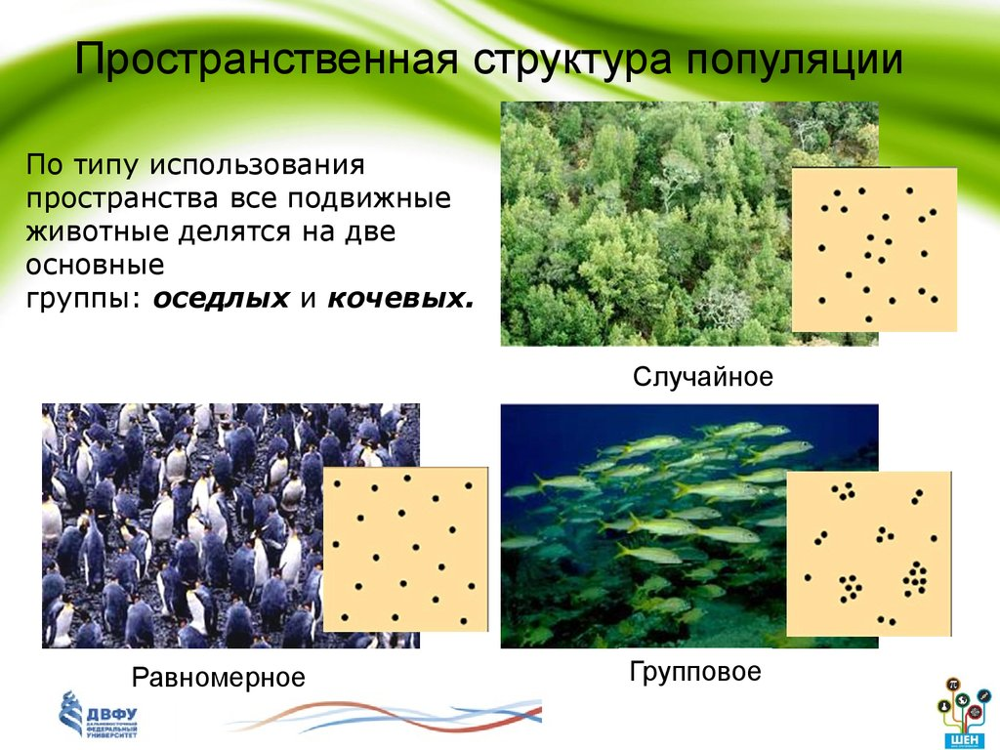 Пространственная структура популяции
По типу использования
пространства все подвижные
животные делятся на две
основные
группы: оседлых и кочевых.
Случайное
Равномерное
Групповое
ДВФУ
ДАЛЬНЕВОСТОЧНЫЙ
ФЕДЕРАЛЬНЫЙ
УНИВЕРСИТЕТ
π
ШЕН